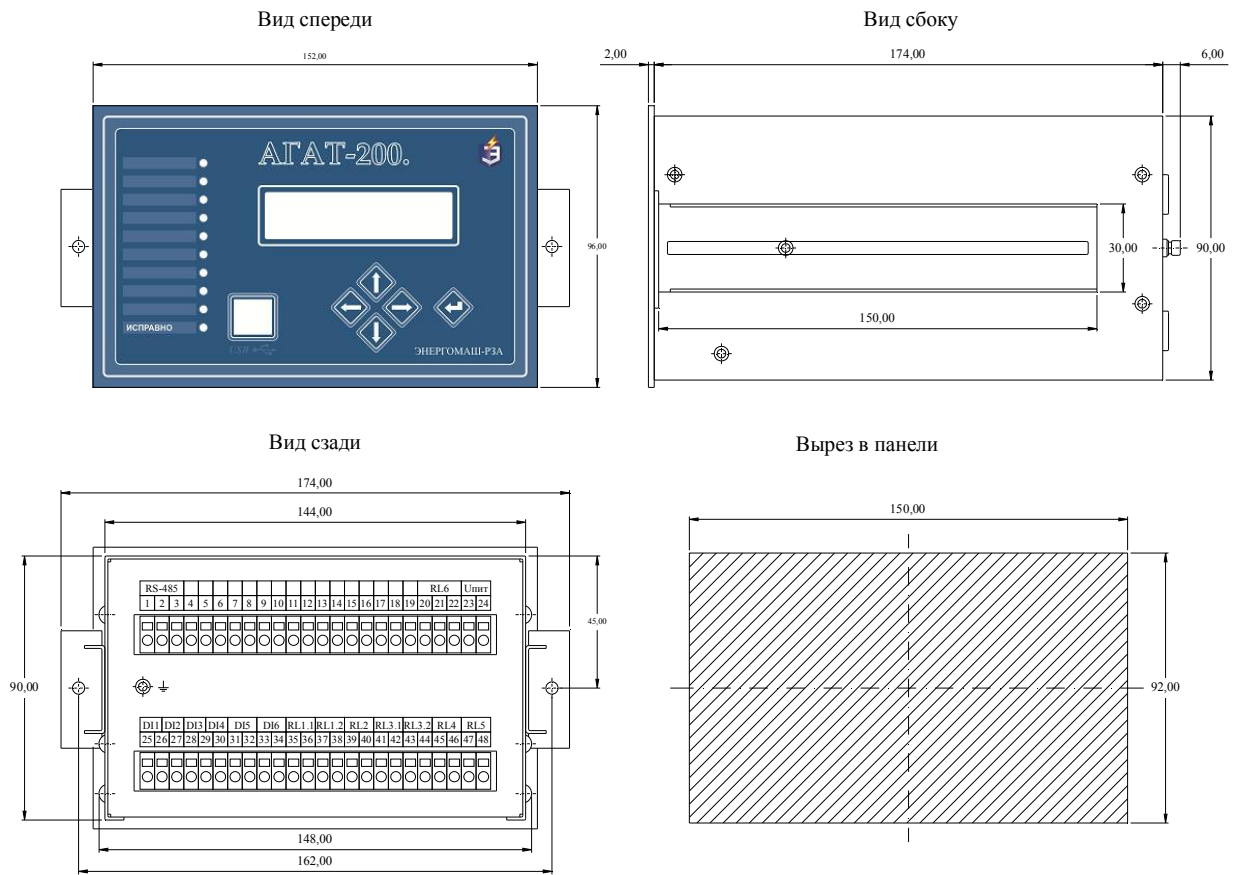 Вид спереди
Вид сбоку
152,00
2,00
174,00
6,00
АГАТ-200.
Э
96,00
30,00
90,00
150,00
ИСПРАВНО
USB
ЭНЕРГОМАШ-РЗА
Вид сзади
Вырез в панели
174,00
144,00
150,00
RS-485 RL6 Uпит
1 2 3 4 5 6 7 8 9 10 11 12 13 14 15 16 17 18 19 20 21 22 23 24
45,00
90,00
92,00
DI1 DI2 DI3 DI4 DI5 DI6 RL1.1 RL1.2 RL2 RL3.1 RL3.2 RL4 RL5
25 26 27 28 29 30 31 32 33 34 35 36 37 38 39 40 41 42 43 44 45 46 47 48
148,00
162,00